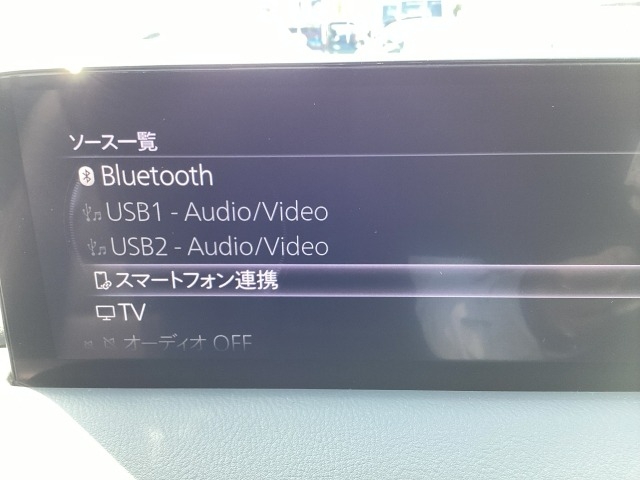 ソース一覧
Bluetooth
USB1 - Audio/Video
USB2 - Audio/Video
スマートフォン連携
TV
オーディオ OFF